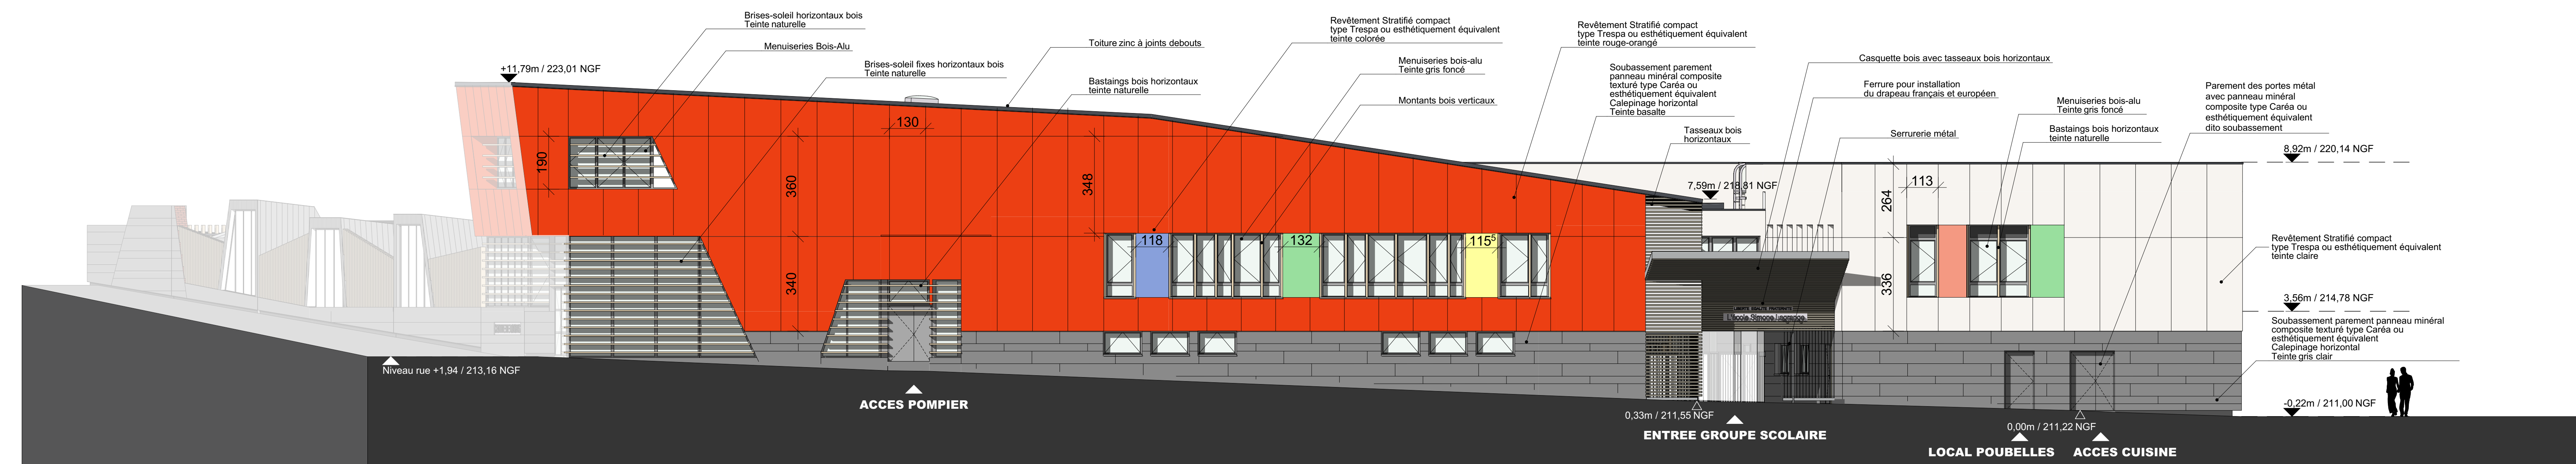 Brises-soleil horizontaux bois
Teinte naturelle
Menuiseries Bois-Alu
Brises-soleil fixes horizontaux bois
Teinte naturelle
+11,79m / 223,01 NGF
Toiture zinc à joints debouts
Bastaings bois horizontaux
teinte naturelle
Revêtement Stratifié compact
type Trespa ou esthétiquement équivalent
teinte colorée
Menuiseries bois-alu
Teinte gris foncé
Montants bois verticaux
Revêtement Stratifié compact
type Trespa ou esthétiquement équivalent
teinte rouge-orangé
Soubassement parement
panneau minéral composite
texturé type Caréa ou
esthétiquement équivalent
Calepinage horizontal
Teinte basalte
Tasseaux bois
horizontaux
Casquette bois avec tasseaux bois horizontaux
Ferrure pour installation
du drapeau français et européen
Serrurerie métal
Menuiseries bois-alu
Teinte gris foncé
Bastaings bois horizontaux
teinte naturelle
Parement des portes métal
avec panneau minéral
composite type Caréa ou
esthétiquement équivalent
dito soubassement
8,92m / 220,14 NGF
7,59m / 218,81 NGF
190
360
340
130
348
118
132
115⁵
113
264
336
LIBERTE EGALITE FRATERNITE
L'école Simone Lagrange
Revêtement Stratifié compact
type Trespa ou esthétiquement équivalent
teinte claire
3,56m / 214,78 NGF
Soubassement parement panneau minéral
composite texturé type Caréa ou
esthétiquement équivalent
Calepinage horizontal
Teinte gris clair
-0,22m / 211,00 NGF
Niveau rue +1,94 / 213,16 NGF
ACCES POMPIER
0,33m / 211,55 NGF
ENTREE GROUPE SCOLAIRE
0,00m / 211,22 NGF
LOCAL POUBELLES
ACCES CUISINE